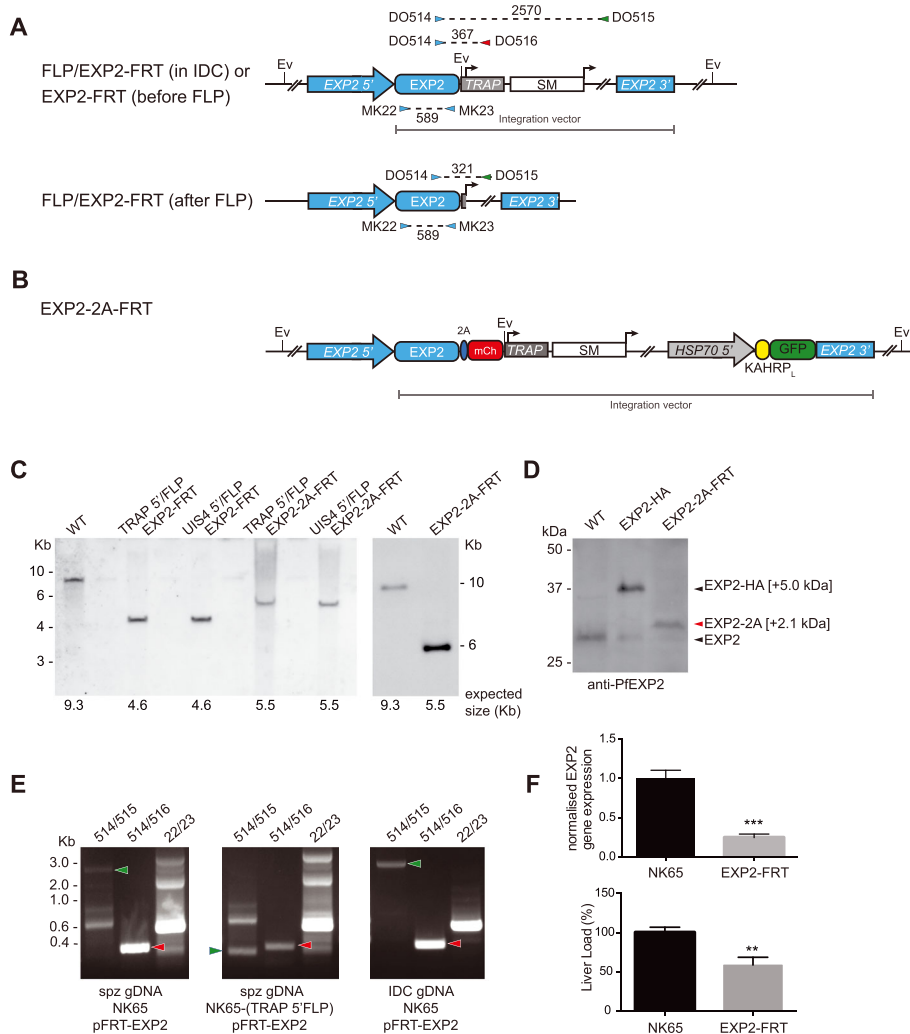 A
DO514 2570 DO515
DO514 367 DO516
FLP/EXP2-FRT (in IDC) or
EXP2-FRT (before FLP)
Ev EXP2 5' EXP2 Ev TRAP SM EXP2 3' Ev
MK22 589 MK23
Integration vector
DO514 321 DO515
FLP/EXP2-FRT (after FLP)
EXP2 5' EXP2 EXP2 3'
MK22 589 MK23
B
EXP2-2A-FRT
Ev EXP2 5' EXP2 2A mCh Ev TRAP SM HSP70 5' GFP EXP2 3' Ev
KAHRP L
Integration vector
C
WT
TRAP 5'/FLP
EXP2-FRT
UIS4 5'/FLP
EXP2-FRT
TRAP 5'/FLP
EXP2-2A-FRT
UIS4 5'/FLP
EXP2-2A-FRT
WT
EXP2-2A-FRT
Kb
10 -
6 -
4 -
3 -
Kb
- 10
- 6
9.3 4.6 4.6 5.5 5.5 9.3 5.5
expected
size (Kb)
D
WT
EXP2-HA
EXP2-2A-FRT
kDa
50 -
37 -
25 -
EXP2-HA [+5.0 kDa]
EXP2-2A [+2.1 kDa]
EXP2
anti-PfEXP2
E
514/515 514/516 22/23
514/515 514/516 22/23
514/515 514/516 22/23
Kb
3.0 -
2.0 -
0.6 -
0.4 -
spz gDNA
NK65
pFRT-EXP2
spz gDNA
NK65-(TRAP 5'FLP)
pFRT-EXP2
IDC gDNA
NK65
pFRT-EXP2
F
normalised EXP2
gene expression
1.5
1.0
0.5
0.0
***
NK65 EXP2-FRT
Liver Load (%)
100
50
0
**
NK65 EXP2-FRT